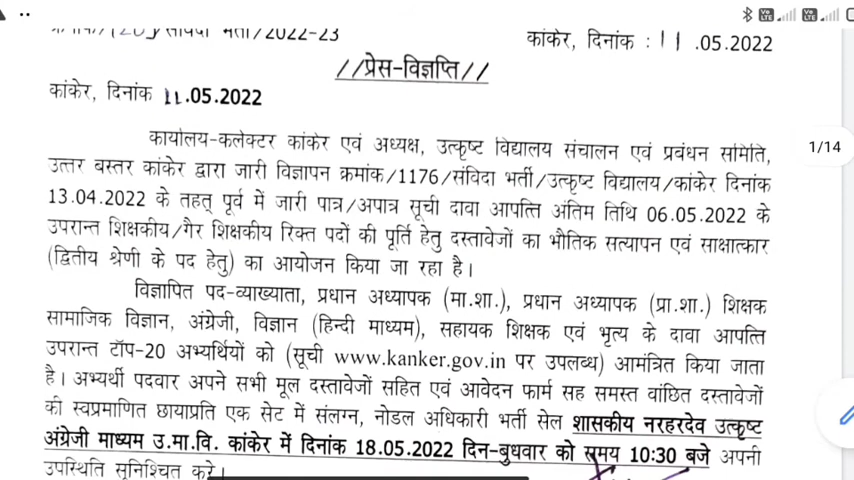 संविदा भर्ती/2022-23
कांकेर, दिनांक : 11 .05.2022
//प्रेस-विज्ञप्ति//
कांकेर, दिनांक 11.05.2022
कार्यालय-कलेक्टर कांकेर एवं अध्यक्ष, उत्कृष्ट विद्यालय संचालन एवं प्रबंधन समिति,
उत्तर बस्तर कांकेर द्वारा जारी विज्ञापन क्रमांक/1176/संविदा भर्ती/उत्कृष्ट विद्यालय/कांकेर दिनांक
13.04.2022 के तहत् पूर्व में जारी पात्र/अपात्र सूची दावा आपत्ति अंतिम तिथि 06.05.2022 के
उपरान्त शिक्षकीय/गैर शिक्षकीय रिक्त पदों की पूर्ति हेतु दस्तावेजों का भौतिक सत्यापन एवं साक्षात्कार
(द्वितीय श्रेणी के पद हेतु) का आयोजन किया जा रहा है।
विज्ञापित पद-व्याख्याता, प्रधान अध्यापक (मा.शा.), प्रधान अध्यापक (प्रा.शा.) शिक्षक
सामाजिक विज्ञान, अंग्रेजी, विज्ञान (हिन्दी माध्यम), सहायक शिक्षक एवं भृत्य के दावा आपत्ति
उपरान्त टॉप-20 अभ्यर्थियों को (सूची www.kanker.gov.in पर उपलब्ध) आमंत्रित किया जाता
है। अभ्यर्थी पदवार अपने सभी मूल दस्तावेजों सहित एवं आवेदन फार्म सह समस्त वांछित दस्तावेजों
की स्वप्रमाणित छायाप्रति एक सेट में संलग्न, नोडल अधिकारी भर्ती सेल शासकीय नरहरदेव उत्कृष्ट
अंग्रेजी माध्यम उ.मा.वि. कांकेर में दिनांक 18.05.2022 दिन-बुधवार को समय 10:30 बजे अपनी
उपस्थिति सुनिश्चित करे।
1/14